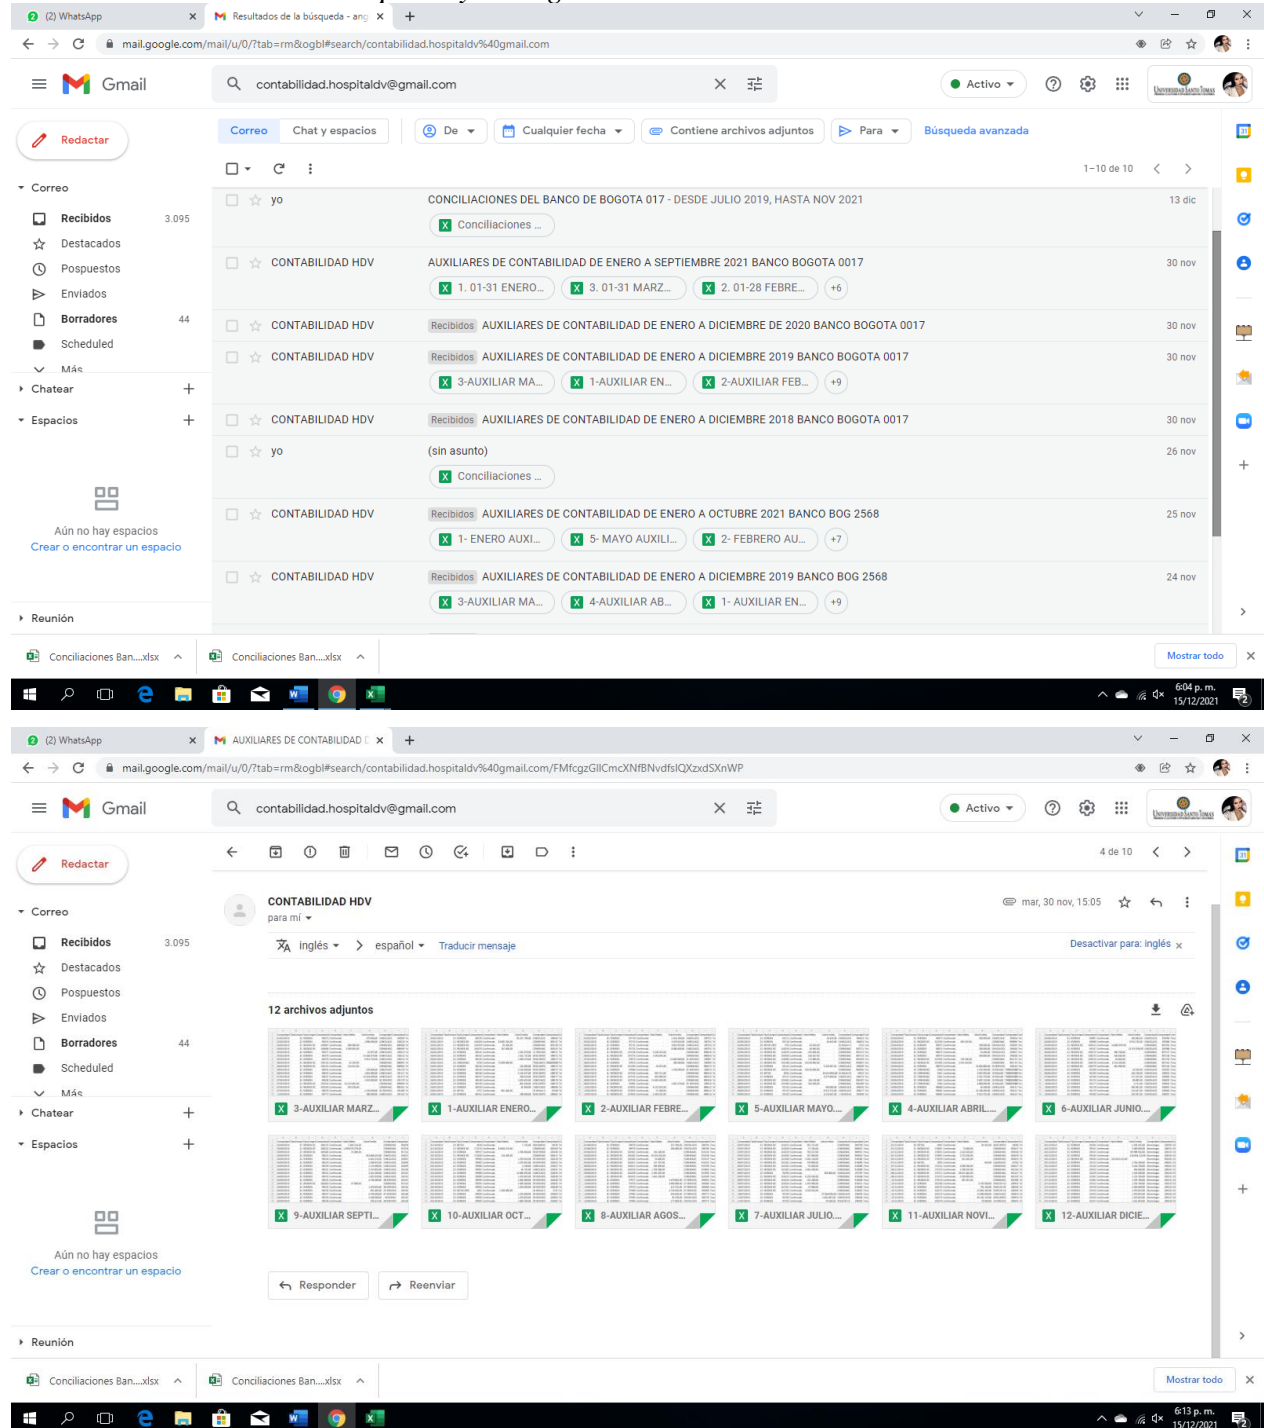 (2) WhatsApp
Resultados de la búsqueda - ang
mail.google.com/mail/u/0/?tab=rm&ogbl#search/contabilidad.hospitaldv%40gmail.com
Gmail
contabilidad.hospitaldv@gmail.com
Activo
UNIVERSIDAD SANTO TOMAS
Redactar
Correo Chat y espacios De Cualquier fecha Contiene archivos adjuntos Para Búsqueda avanzada
1–10 de 10
Correo
Recibidos 3.095
Destacados
Pospuestos
Enviados
Borradores 44
Scheduled
Más
Chatear
Espacios
Aún no hay espacios
Crear o encontrar un espacio
Reunión
yo CONCILIACIONES DEL BANCO DE BOGOTA 017 - DESDE JULIO 2019, HASTA NOV 2021 13 dic
Conciliaciones ...
CONTABILIDAD HDV AUXILIARES DE CONTABILIDAD DE ENERO A SEPTIEMBRE 2021 BANCO BOGOTA 0017 30 nov
1. 01-31 ENERO... 3. 01-31 MARZ... 2. 01-28 FEBRE... +6
CONTABILIDAD HDV Recibidos AUXILIARES DE CONTABILIDAD DE ENERO A DICIEMBRE DE 2020 BANCO BOGOTA 0017 30 nov
CONTABILIDAD HDV Recibidos AUXILIARES DE CONTABILIDAD DE ENERO A DICIEMBRE 2019 BANCO BOGOTA 0017 30 nov
3-AUXILIAR MA... 1-AUXILIAR EN... 2-AUXILIAR FEB... +9
CONTABILIDAD HDV Recibidos AUXILIARES DE CONTABILIDAD DE ENERO A DICIEMBRE 2018 BANCO BOGOTA 0017 30 nov
yo (sin asunto) 26 nov
Conciliaciones ...
CONTABILIDAD HDV Recibidos AUXILIARES DE CONTABILIDAD DE ENERO A OCTUBRE 2021 BANCO BOG 2568 25 nov
1- ENERO AUXI... 5- MAYO AUXILI... 2- FEBRERO AU... +7
CONTABILIDAD HDV Recibidos AUXILIARES DE CONTABILIDAD DE ENERO A DICIEMBRE 2019 BANCO BOG 2568 24 nov
3-AUXILIAR MA... 4-AUXILIAR AB... 1- AUXILIAR EN... +9
Conciliaciones Ban....xlsx Conciliaciones Ban....xlsx Mostrar todo
6:04 p. m.
15/12/2021
(2) WhatsApp
AUXILIARES DE CONTABILIDAD D
mail.google.com/mail/u/0/?tab=rm&ogbl#search/contabilidad.hospitaldv%40gmail.com/FMfcgzGlICmcXNfBNvdfslQXzxdSXnWP
Gmail
contabilidad.hospitaldv@gmail.com
Activo
UNIVERSIDAD SANTO TOMAS
Redactar
4 de 10
Correo
Recibidos 3.095
Destacados
Pospuestos
Enviados
Borradores 44
Scheduled
Más
Chatear
Espacios
Aún no hay espacios
Crear o encontrar un espacio
Reunión
CONTABILIDAD HDV mar, 30 nov, 15:05
para mí
inglés español Traducir mensaje Desactivar para: inglés
12 archivos adjuntos
3-AUXILIAR MARZ... 1-AUXILIAR ENERO... 2-AUXILIAR FEBRE... 5-AUXILIAR MAYO.... 4-AUXILIAR ABRIL.... 6-AUXILIAR JUNIO....
9-AUXILIAR SEPTI... 10-AUXILIAR OCT... 8-AUXILIAR AGOS... 7-AUXILIAR JULIO.... 11-AUXILIAR NOVI... 12-AUXILIAR DICIE...
Responder Reenviar
Conciliaciones Ban....xlsx Conciliaciones Ban....xlsx Mostrar todo
6:13 p. m.
15/12/2021